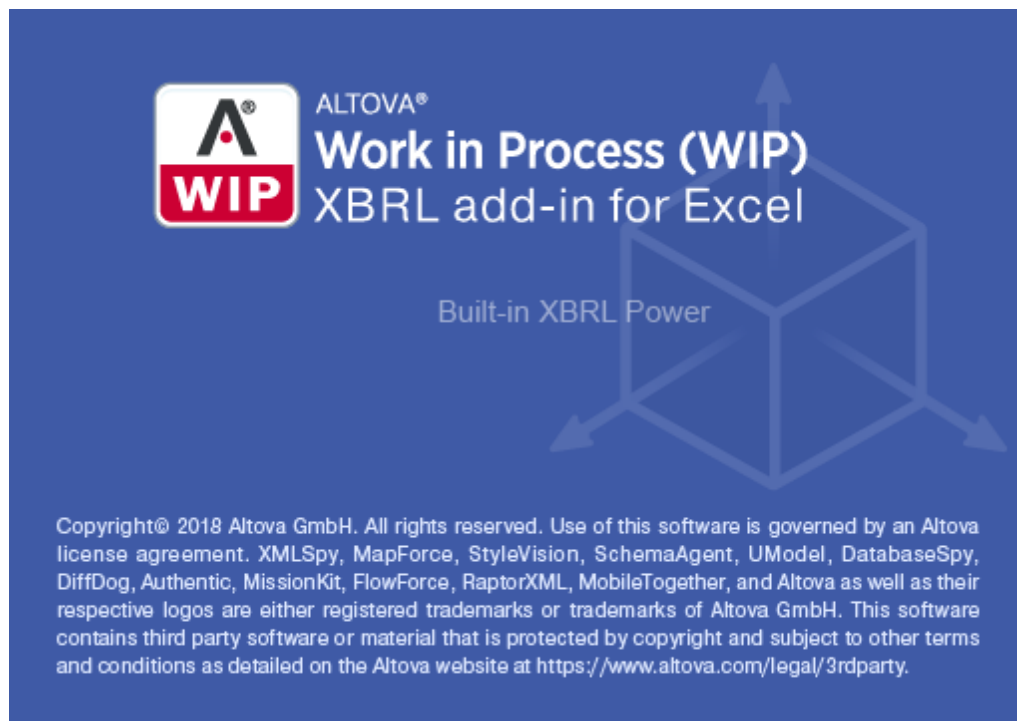 A®
WIP
ALTOVA®
Work in Process (WIP)
XBRL add-in for Excel
Built-in XBRL Power
Copyright© 2018 Altova GmbH. All rights reserved. Use of this software is governed by an Altova
license agreement. XMLSpy, MapForce, StyleVision, SchemaAgent, UModel, DatabaseSpy,
DiffDog, Authentic, MissionKit, FlowForce, RaptorXML, MobileTogether, and Altova as well as their
respective logos are either registered trademarks or trademarks of Altova GmbH. This software
contains third party software or material that is protected by copyright and subject to other terms
and conditions as detailed on the Altova website at https://www.altova.com/legal/3rdparty.